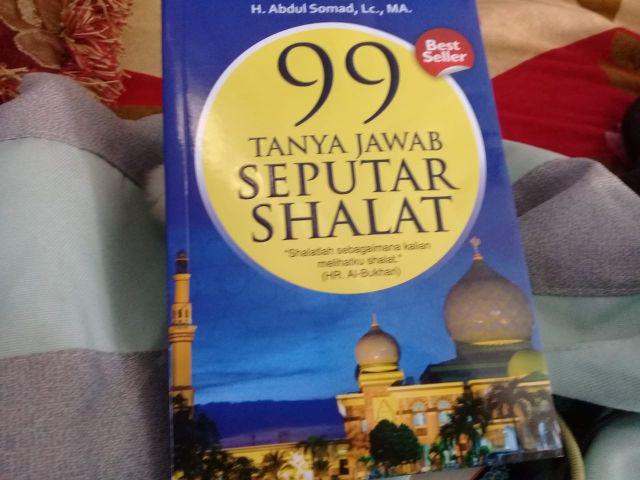 H. Abdul Somad, Lc., MA.
Best
Seller
99
TANYA JAWAB
SEPUTAR
SHALAT
"Shalatlah sebagaimana kalian
melihatku shalat."
(HR. Al-Bukhari)